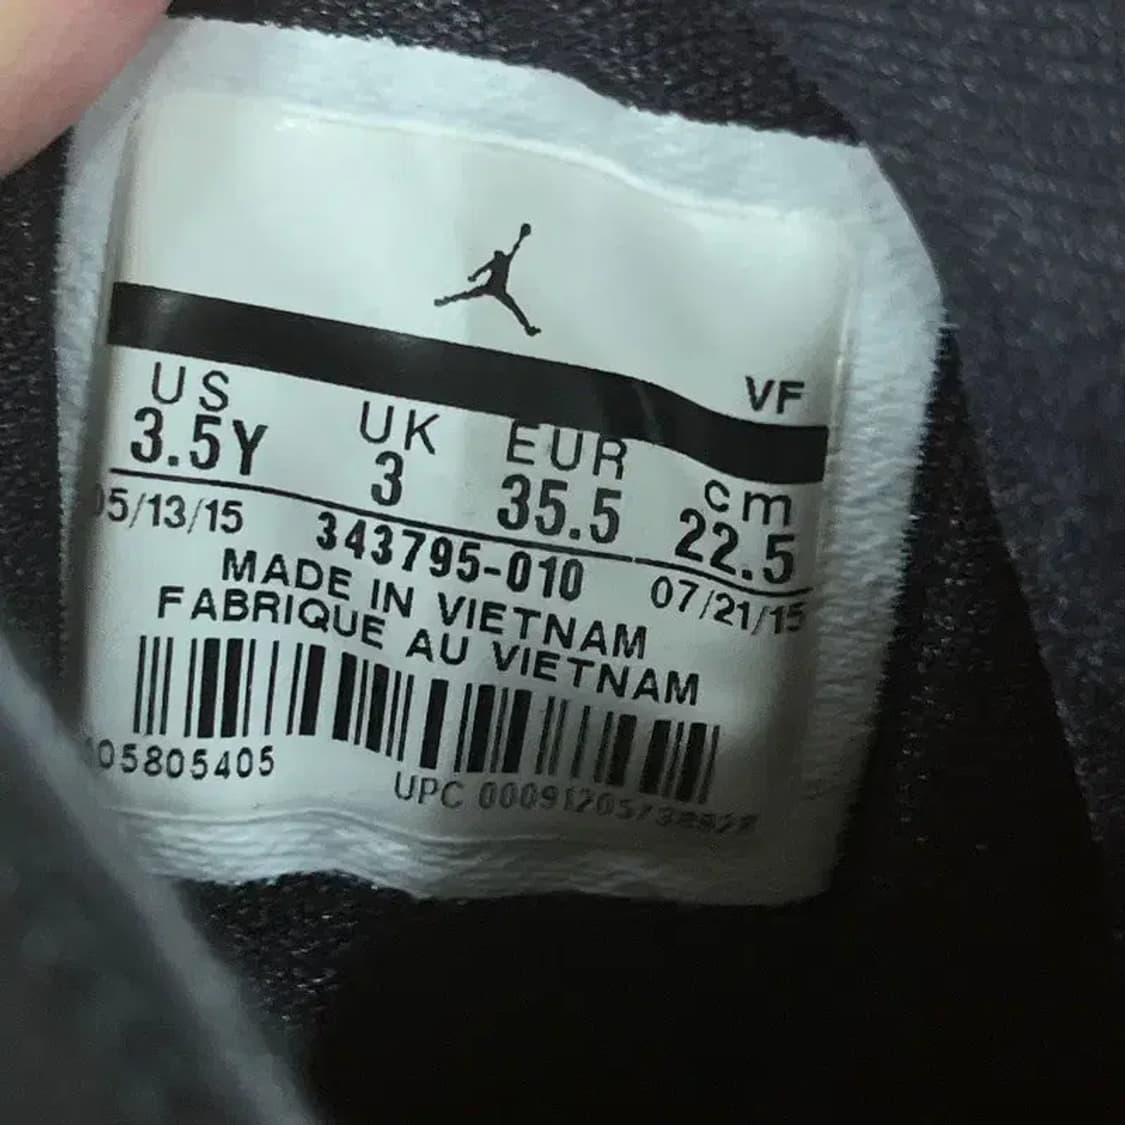 VF
US UK EUR cm
3.5Y 3 35.5 22.5
05/13/15 343795-010 07/21/15
MADE IN VIETNAM
FABRIQUE AU VIETNAM
05805405
UPC